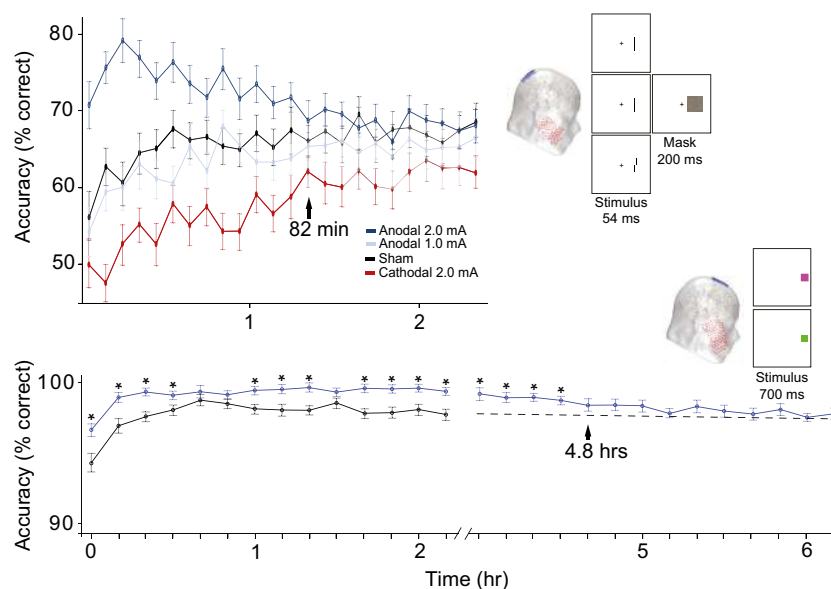 80
70
60
50
Accuracy (% correct)
82 min
Anodal 2.0 mA
Anodal 1.0 mA
Sham
Cathodal 2.0 mA
1
2
Mask
200 ms
Stimulus
54 ms
Stimulus
700 ms
100
90
Accuracy (% correct)
* * * * * * * * * * * * * * *
4.8 hrs
0
1
2
5
6
Time (hr)